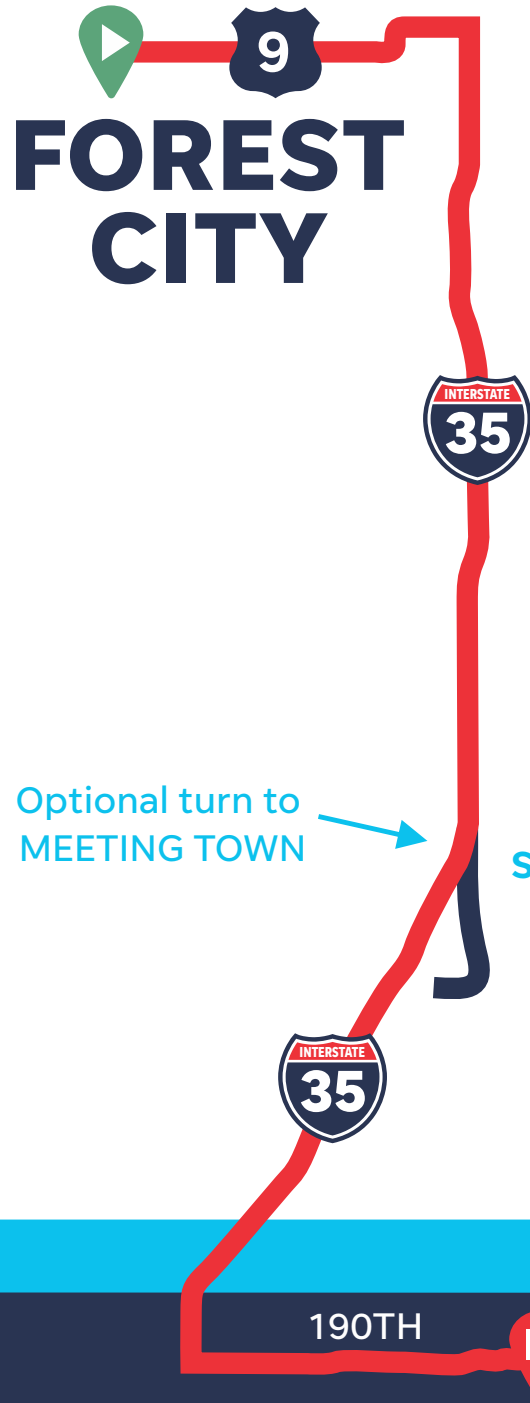 9
FOREST
CITY
INTERSTATE
35
Optional turn to
MEETING TOWN
INTERSTATE
35
190TH